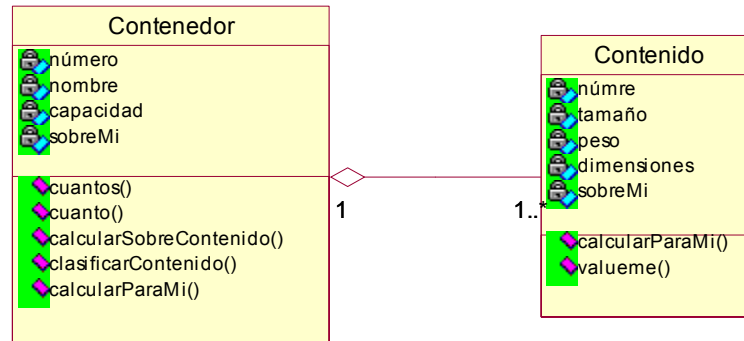 Contenedor
número
nombre
capacidad
sobreMi
cuantos()
cuanto()
calcularSobreContenido()
clasificarContenido()
calcularParaMi()
1
1..*
Contenido
númre
tamaño
peso
dimensiones
sobreMi
calcularParaMi()
valueme()